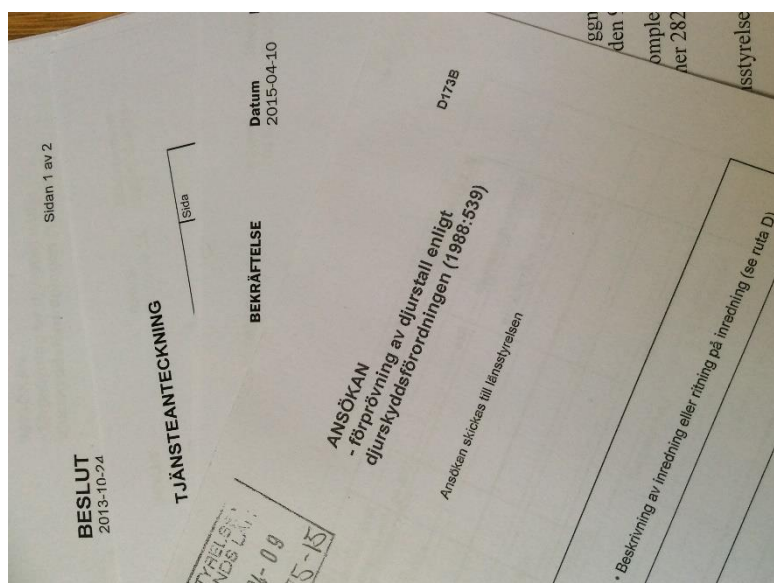 BESLUT
2013-10-24
Sidan 1 av 2
TJÄNSTEANTECKNING
Sida
BEKRÄFTELSE
Datum
2015-04-10
D173B
ANSÖKAN
- förprövning av djurstall enligt
djurskyddsförordningen (1988:539)
Ansökan skickas till länsstyrelsen
• Beskrivning av inredning eller ritning på inredning (se ruta D)
ggn
den
omple
ner 282
sstyrelse